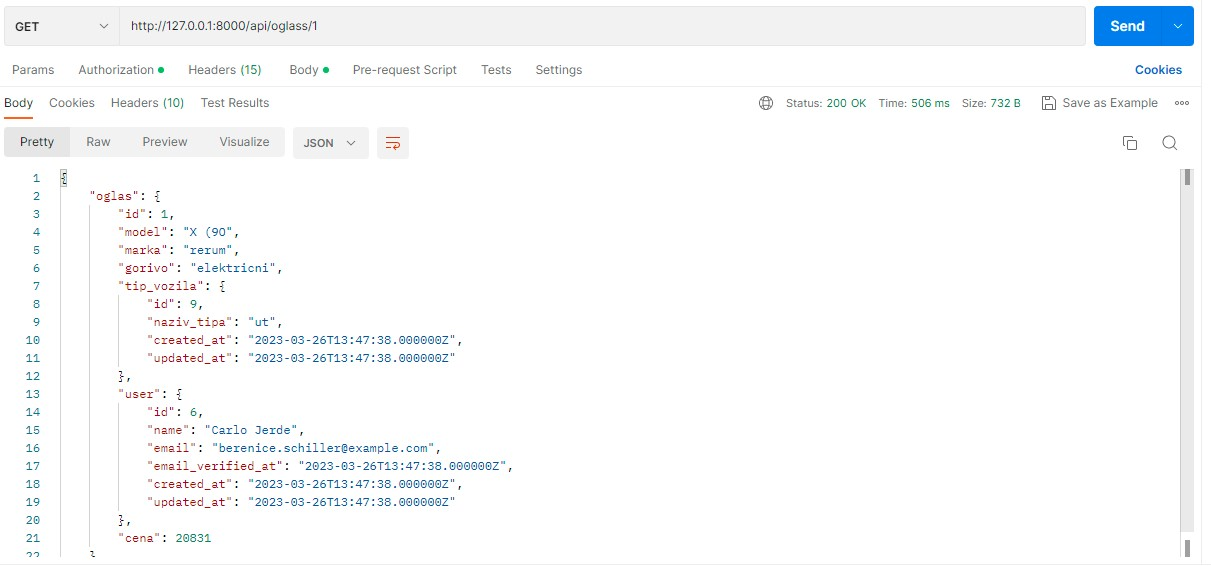 GET http://127.0.0.1:8000/api/oglass/1 Send
Params Authorization Headers (15) Body Pre-request Script Tests Settings Cookies
Body Cookies Headers (10) Test Results Status: 200 OK Time: 506 ms Size: 732 B Save as Example
Pretty Raw Preview Visualize JSON
1 {
2 "oglas": {
3 "id": 1,
4 "model": "X (90",
5 "marka": "rerum",
6 "gorivo": "elektricni",
7 "tip_vozila": {
8 "id": 9,
9 "naziv_tipa": "ut",
10 "created_at": "2023-03-26T13:47:38.000000Z",
11 "updated_at": "2023-03-26T13:47:38.000000Z"
12 },
13 "user": {
14 "id": 6,
15 "name": "Carlo Jerde",
16 "email": "berenice.schiller@example.com",
17 "email_verified_at": "2023-03-26T13:47:38.000000Z",
18 "created_at": "2023-03-26T13:47:38.000000Z",
19 "updated_at": "2023-03-26T13:47:38.000000Z"
20 },
21 "cena": 20831
22 }